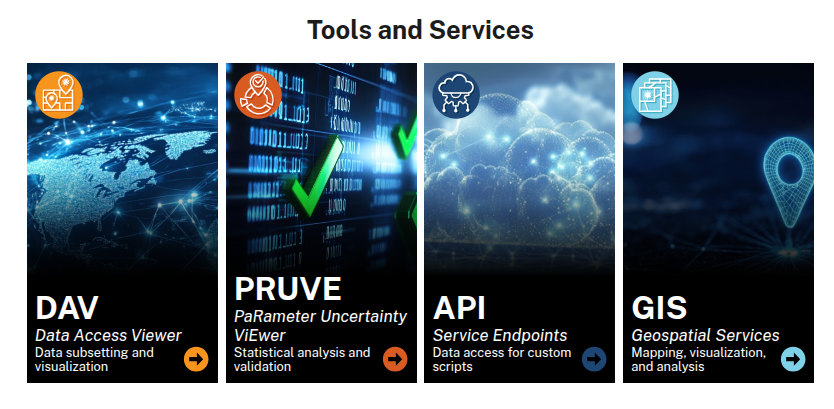 Tools and Services
DAV
Data Access Viewer
Data subsetting and
visualization
PRUVE
PaRameter Uncertainty
ViEwer
Statistical analysis and
validation
API
Service Endpoints
Data access for custom
scripts
GIS
Geospatial Services
Mapping, visualization,
and analysis